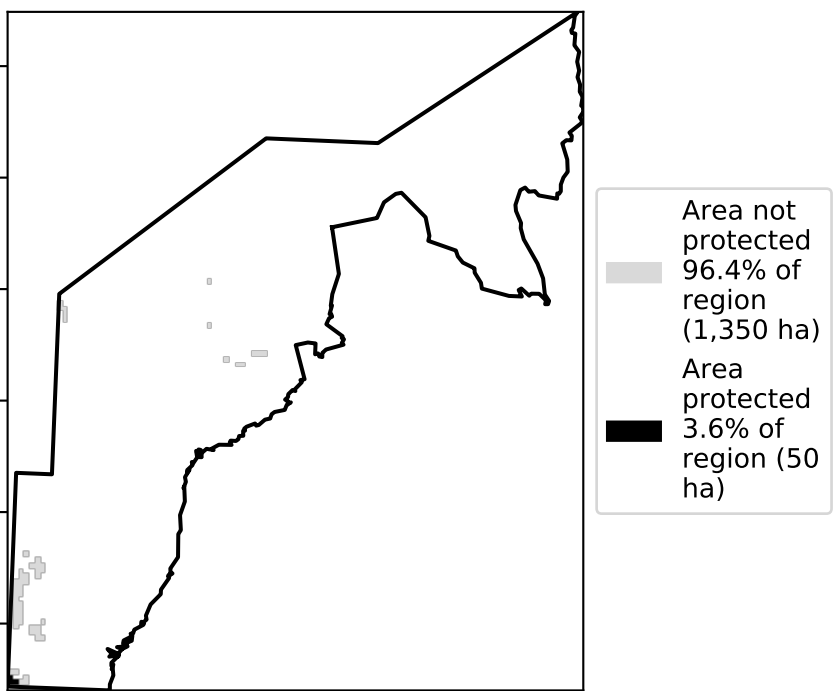 Area not
protected
96.4% of
region
(1,350 ha)
Area
protected
3.6% of
region (50
ha)